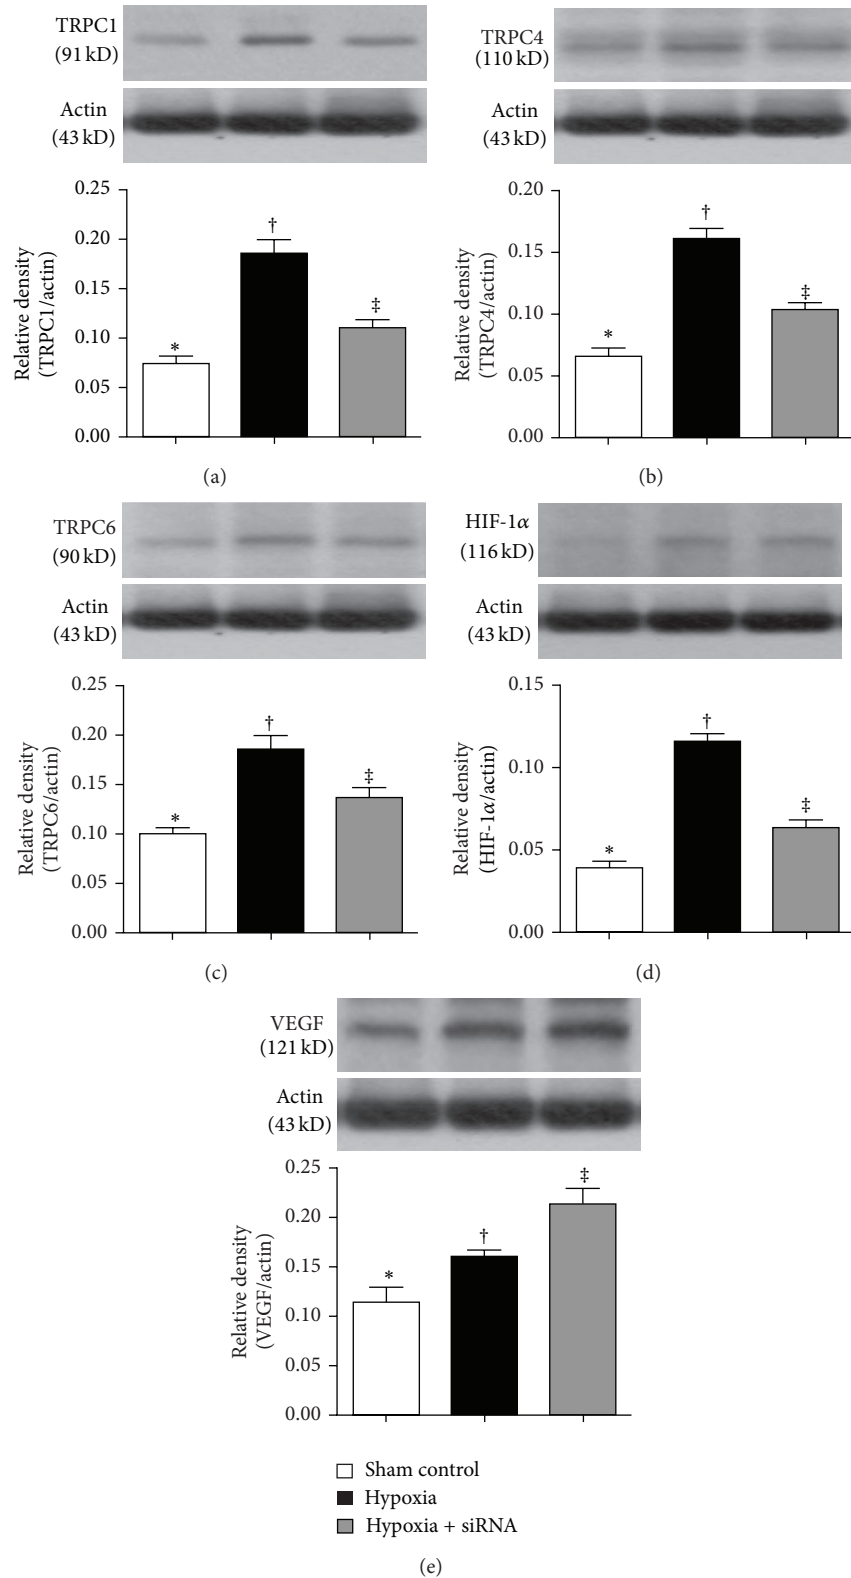 TRPC1
(91 kD)
Actin
(43 kD)
0.25
0.20
0.15
0.10
0.05
0.00
Relative density
(TRPC1/actin)
*
†
‡
(a)
TRPC4
(110 kD)
Actin
(43 kD)
0.20
0.15
0.10
0.05
0.00
Relative density
(TRPC4/actin)
*
†
‡
(b)
TRPC6
(90 kD)
Actin
(43 kD)
0.25
0.20
0.15
0.10
0.05
0.00
Relative density
(TRPC6/actin)
*
†
‡
(c)
HIF-1α
(116 kD)
Actin
(43 kD)
0.15
0.10
0.05
0.00
Relative density
(HIF-1α/actin)
*
†
‡
(d)
VEGF
(121 kD)
Actin
(43 kD)
0.25
0.20
0.15
0.10
0.05
0.00
Relative density
(VEGF/actin)
*
†
‡
Sham control
Hypoxia
Hypoxia + siRNA
(e)